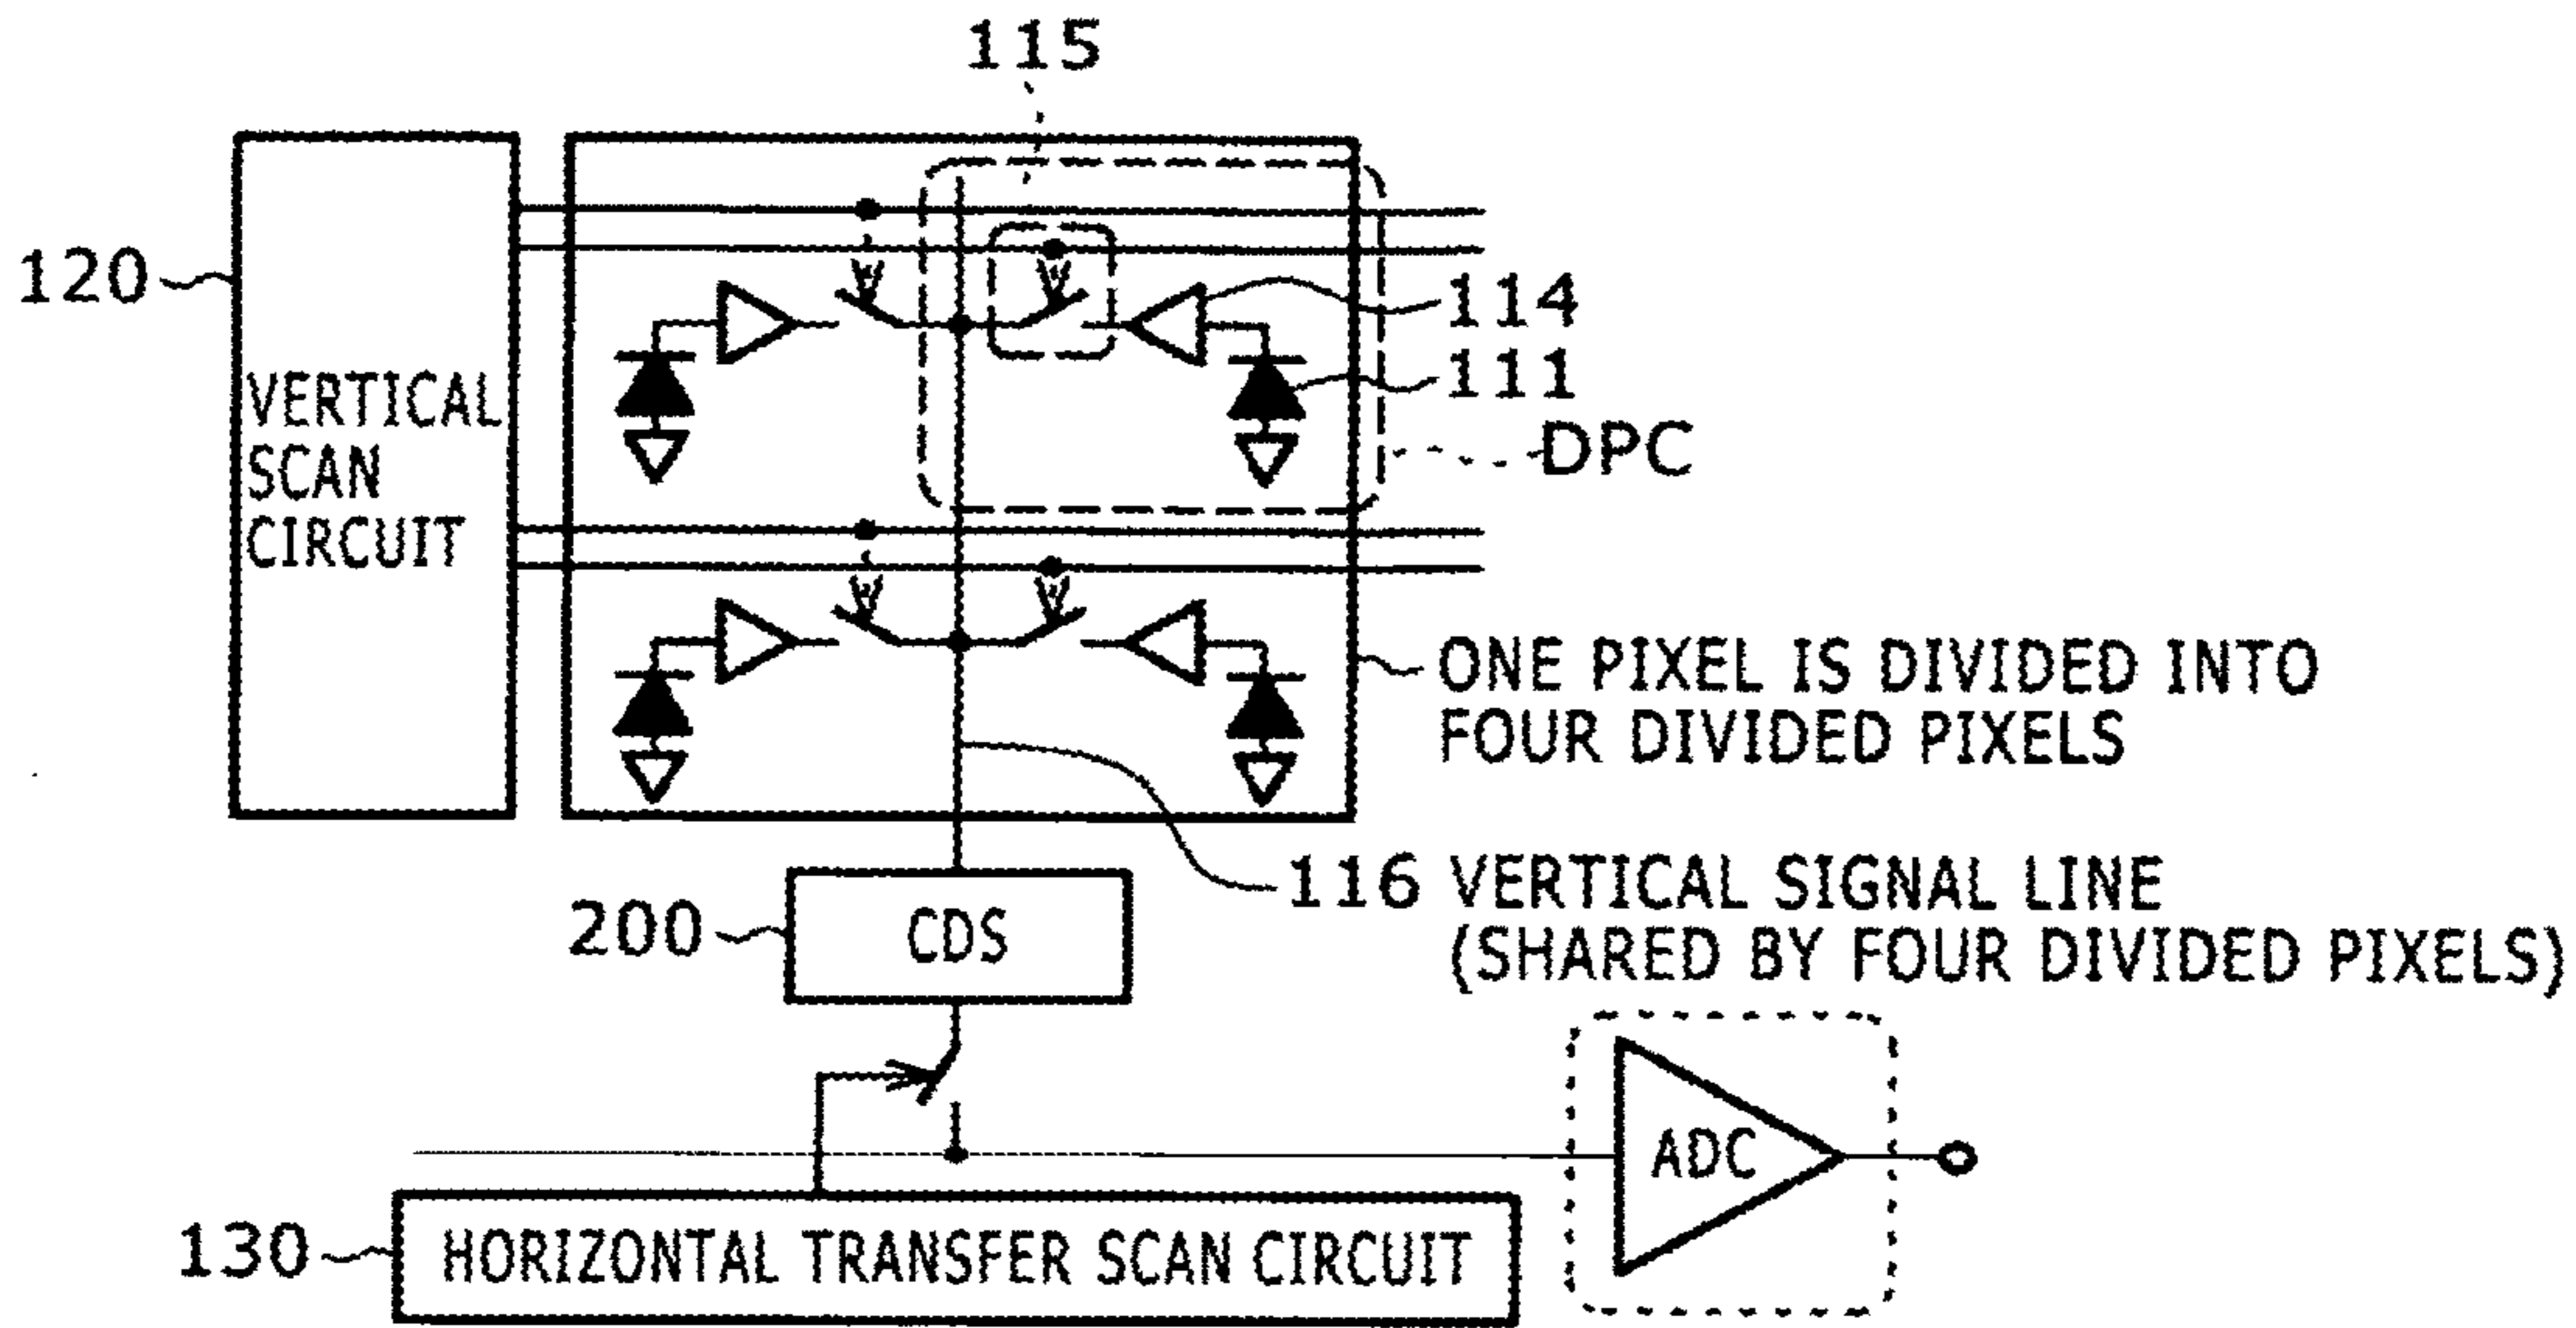 115
120
VERTICAL
SCAN
CIRCUIT
114
111
DPC
ONE PIXEL IS DIVIDED INTO
FOUR DIVIDED PIXELS
116 VERTICAL SIGNAL LINE
(SHARED BY FOUR DIVIDED PIXELS)
200
CDS
ADC
130
HORIZONTAL TRANSFER SCAN CIRCUIT